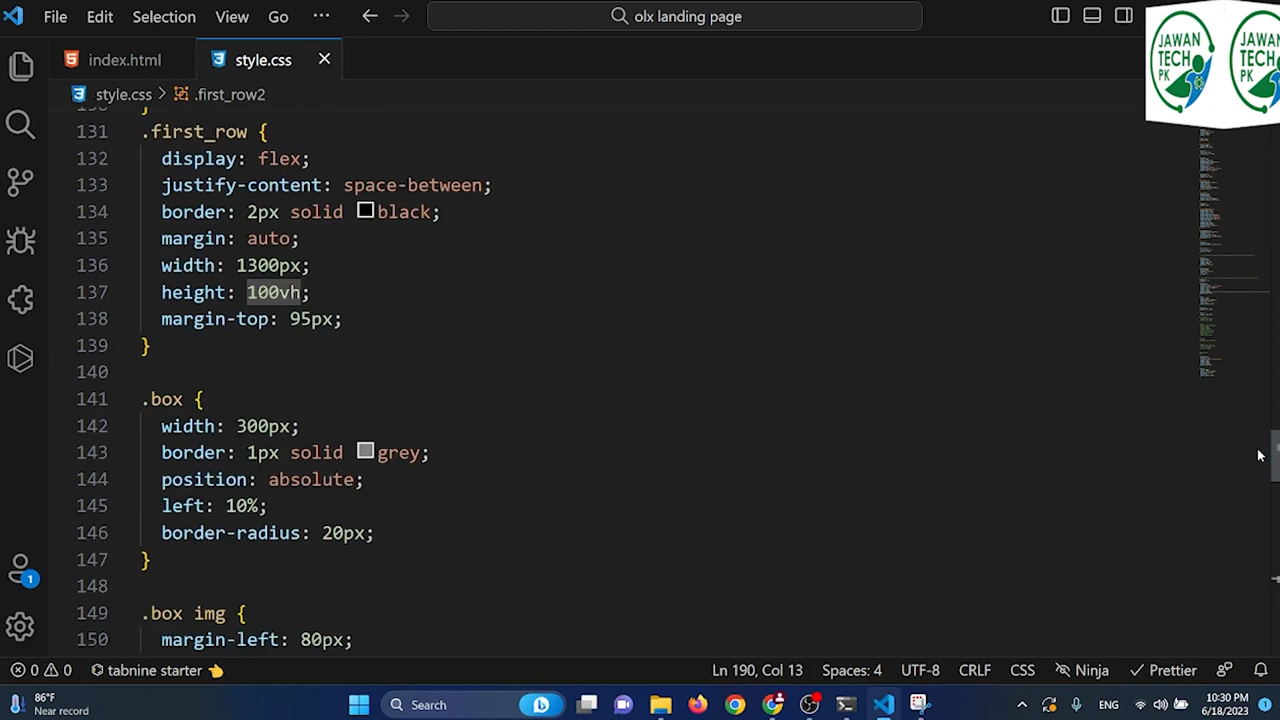 File Edit Selection View Go ··· olx landing page
JAWAN TECH PK
JAWAN TECH PK
index.html style.css
style.css > .first_row2
131 .first_row {
132 display: flex;
133 justify-content: space-between;
134 border: 2px solid black;
135 margin: auto;
136 width: 1300px;
137 height: 100vh;
138 margin-top: 95px;
139 }
140
141 .box {
142 width: 300px;
143 border: 1px solid grey;
144 position: absolute;
145 left: 10%;
146 border-radius: 20px;
147 }
148
149 .box img {
150 margin-left: 80px;
1
0 0 tabnine starter Ln 190, Col 13 Spaces: 4 UTF-8 CRLF CSS Ninja Prettier
86°F
Near record
Search
ENG
10:30 PM
6/18/2023
1